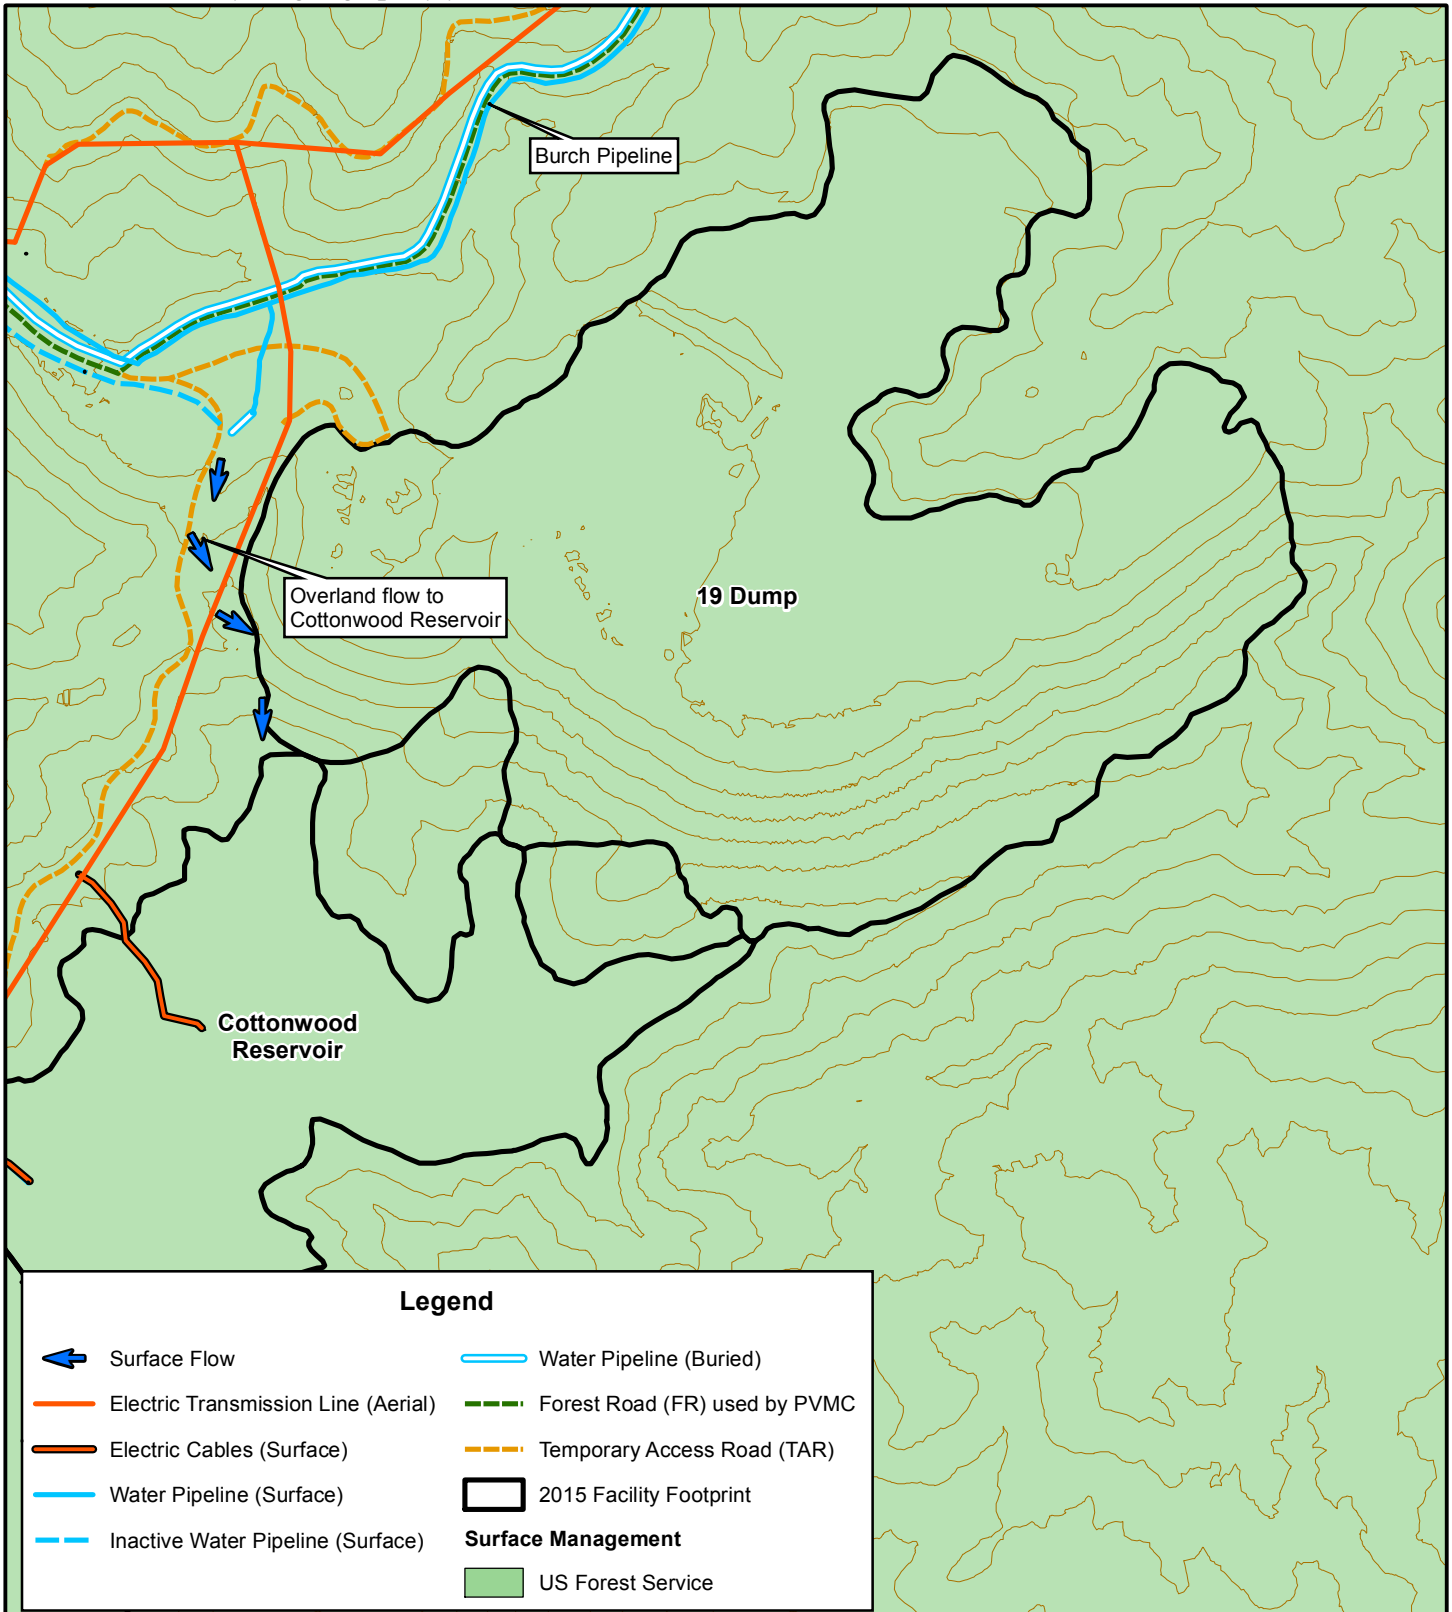 Burch Pipeline
Overland flow to
Cottonwood Reservoir
19 Dump
Cottonwood
Reservoir
Legend
Surface Flow
Electric Transmission Line (Aerial)
Electric Cables (Surface)
Water Pipeline (Surface)
Inactive Water Pipeline (Surface)
Water Pipeline (Buried)
Forest Road (FR) used by PVMC
Temporary Access Road (TAR)
2015 Facility Footprint
Surface Management
US Forest Service